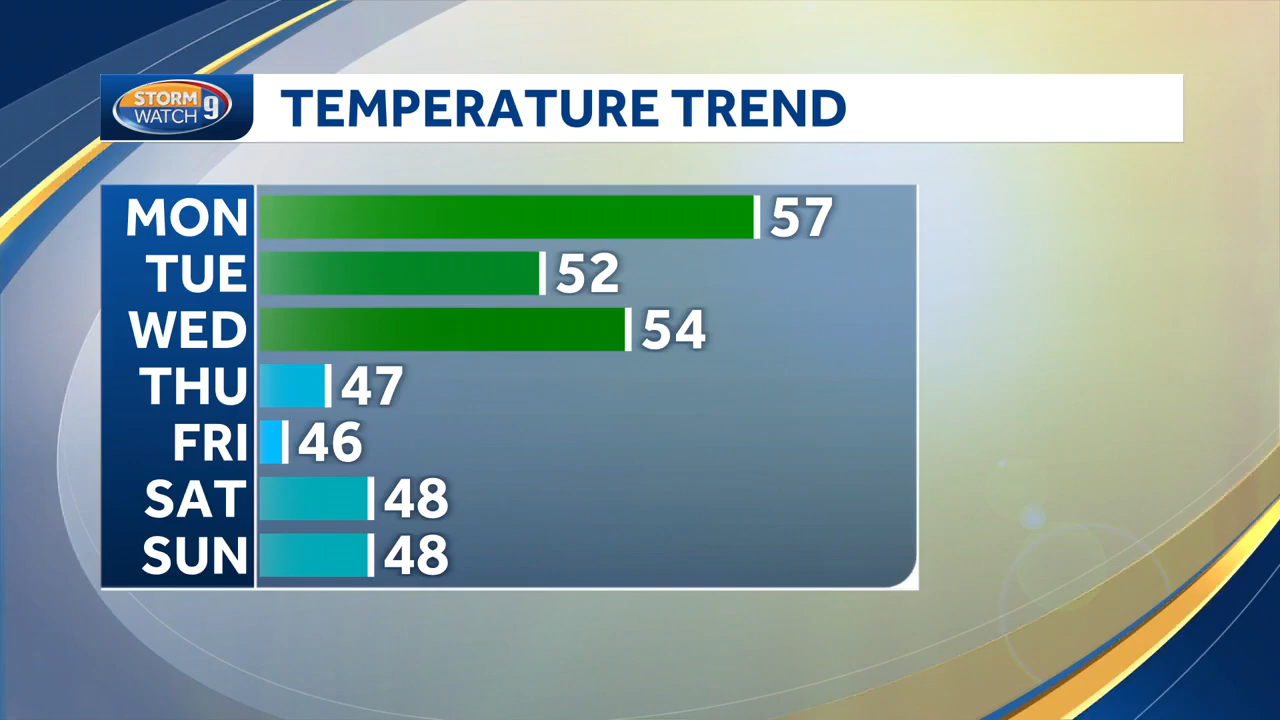 STORM
WATCH 9
TEMPERATURE TREND
MON 57
TUE 52
WED 54
THU 47
FRI 46
SAT 48
SUN 48